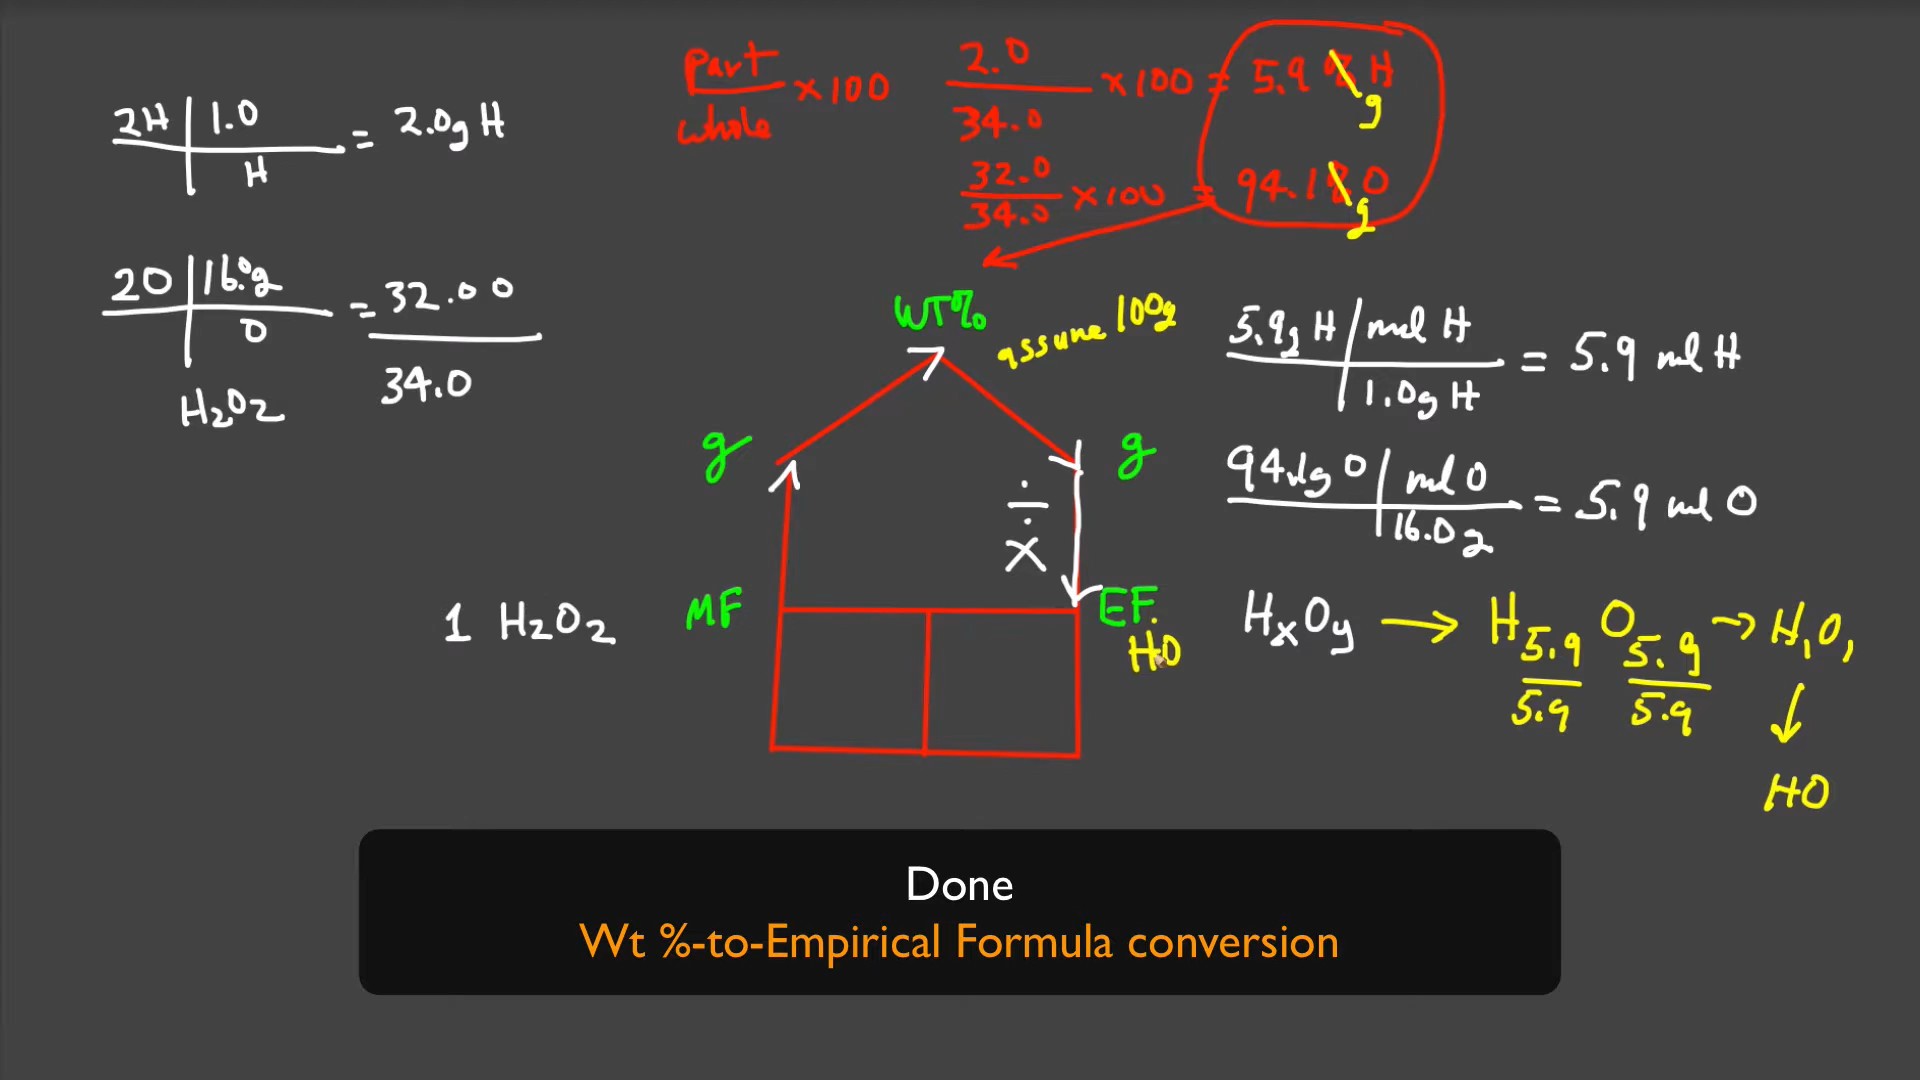 2H | 1.0 = 2.0g H
H
2O | 16.0g = 32.00
O
34.0
H₂O₂
part × 100
whole
2.0 × 100 = 5.9 % H
34.0
g
32.0 × 100 = 94.1 % O
34.0
g
WT%
assume 100g
g
g
÷
÷
x
MF
EF.
HO
1 H₂O₂
5.9g H | mol H = 5.9 mol H
1.0g H
94.1g O | mol O = 5.9 mol O
16.0g
HxOy → H 5.9 O 5.9 → H₁O₁
5.9 5.9
↓
HO
Done
Wt %-to-Empirical Formula conversion